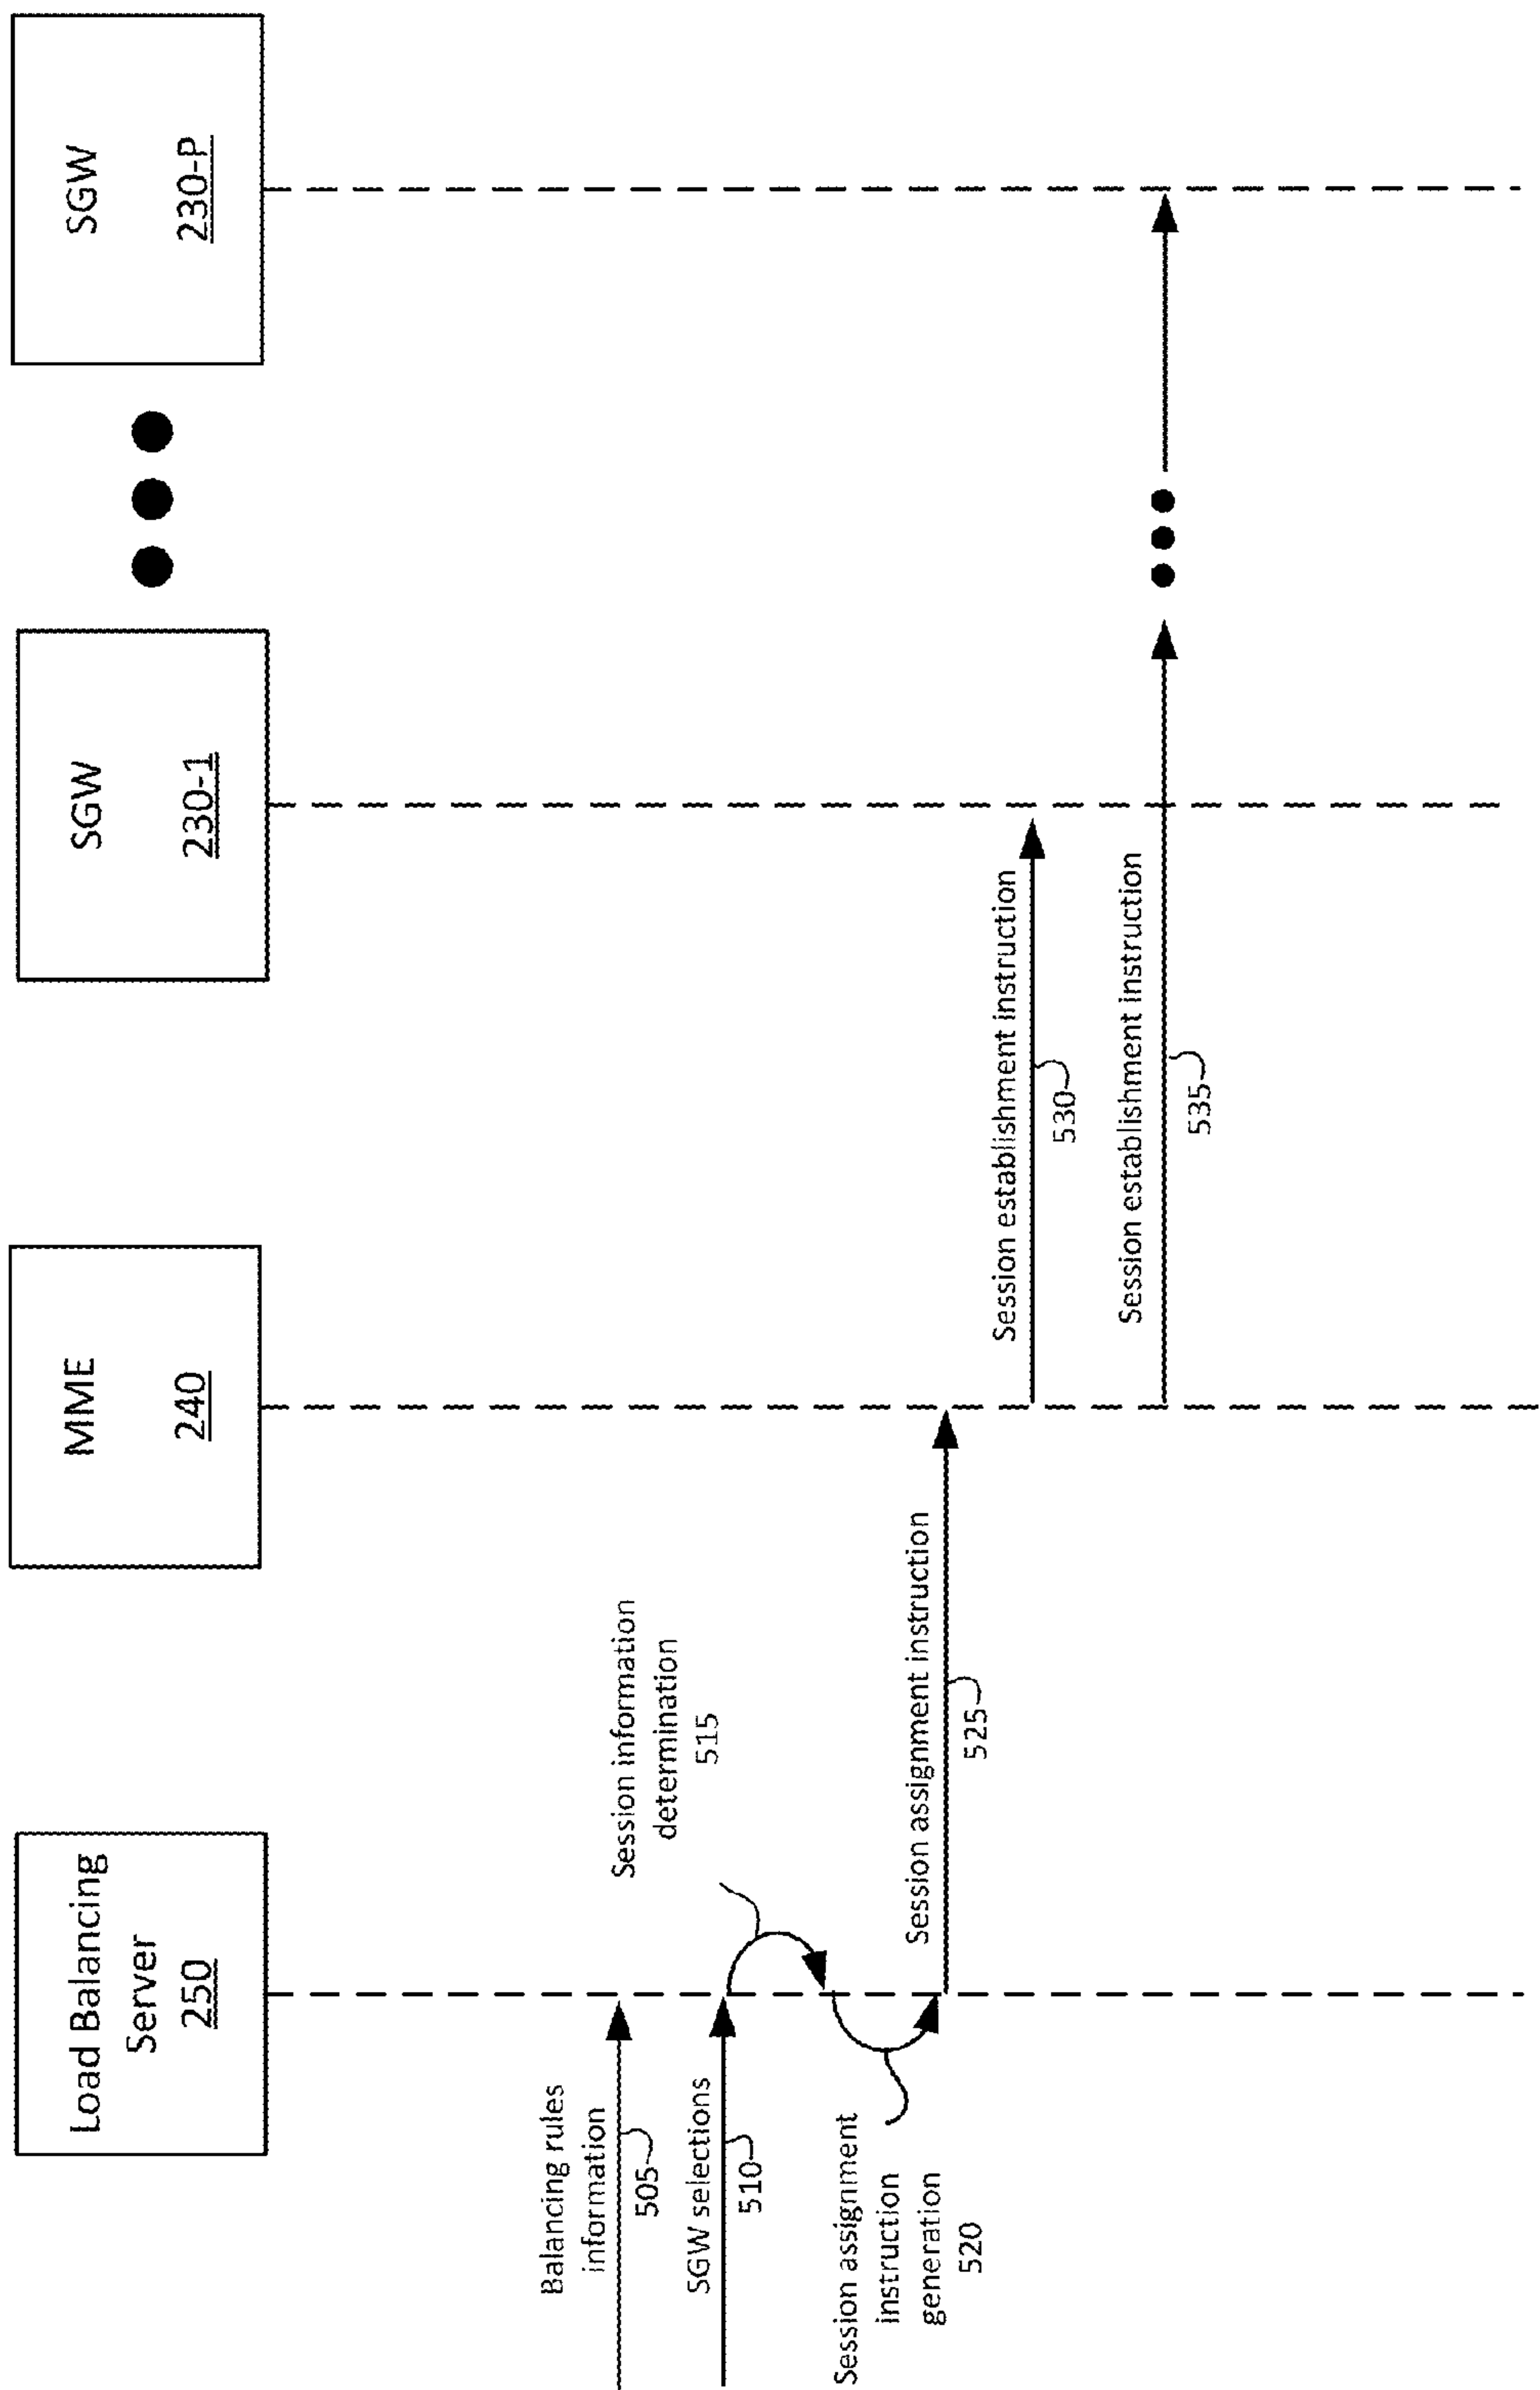 Load Balancing
Server
250
MME
240
SGW
230-1
SGW
230-P
Balancing rules
information
505
SGW selections
510
Session information
determination
515
Session assignment
instruction
generation
520
Session assignment instruction
525
Session establishment instruction
530
Session establishment instruction
535